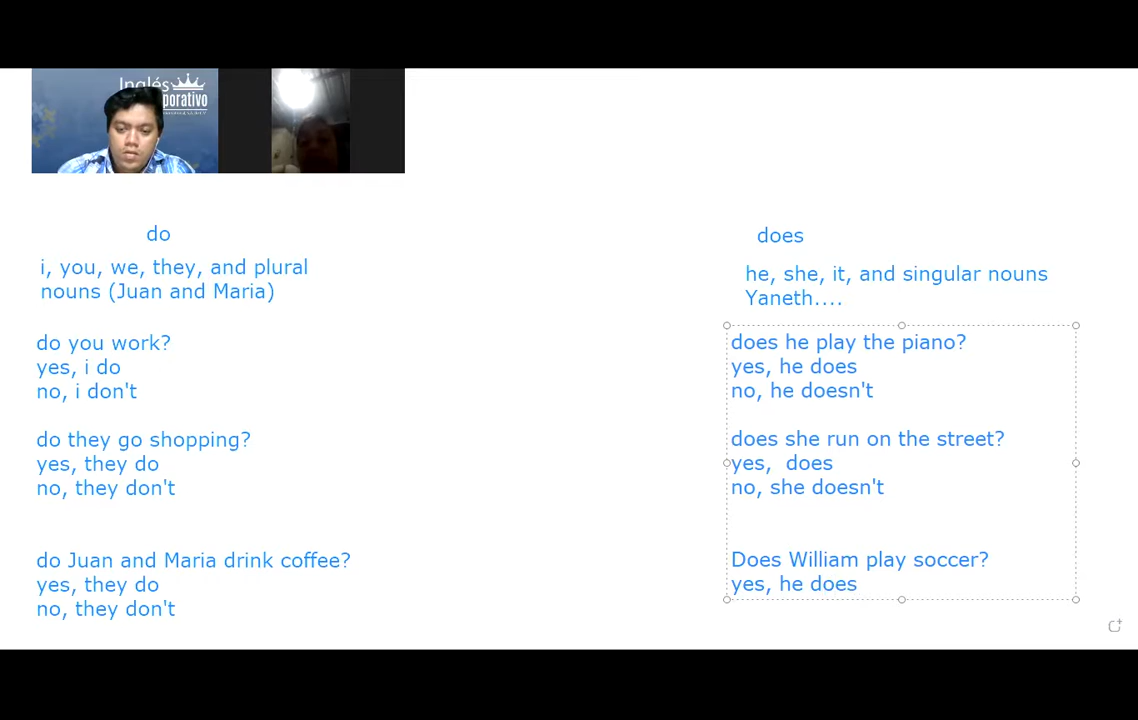 Inglés
porativo
do
i, you, we, they, and plural
nouns (Juan and Maria)
do you work?
yes, i do
no, i don't
do they go shopping?
yes, they do
no, they don't
do Juan and Maria drink coffee?
yes, they do
no, they don't
does
he, she, it, and singular nouns
Yaneth....
does he play the piano?
yes, he does
no, he doesn't
does she run on the street?
yes,  does
no, she doesn't
Does William play soccer?
yes, he does